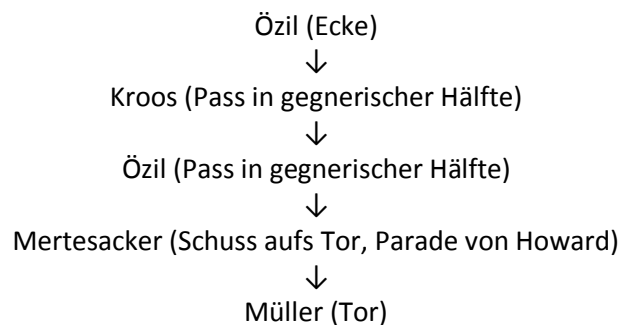 Özil (Ecke)
↓
Kroos (Pass in gegnerischer Hälfte)
↓
Özil (Pass in gegnerischer Hälfte)
↓
Mertesacker (Schuss aufs Tor, Parade von Howard)
↓
Müller (Tor)